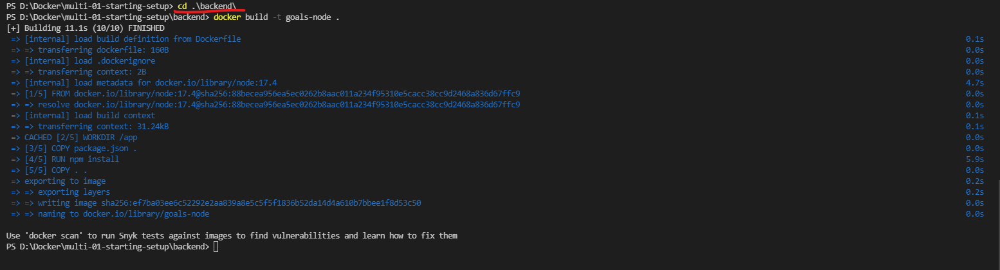 PS D:\Docker\multi-01-starting-setup> cd .\backend\
PS D:\Docker\multi-01-starting-setup\backend> docker build -t goals-node .
[+] Building 11.1s (10/10) FINISHED
=> [internal] load build definition from Dockerfile 0.1s
=> => transferring dockerfile: 160B 0.0s
=> [internal] load .dockerignore 0.0s
=> => transferring context: 2B 0.0s
=> [internal] load metadata for docker.io/library/node:17.4 4.7s
=> [1/5] FROM docker.io/library/node:17.4@sha256:88becea956ea5ec0262b8aac011a234f95310e5cacc38cc9d2468a836d67ffc9 0.0s
=> => resolve docker.io/library/node:17.4@sha256:88becea956ea5ec0262b8aac011a234f95310e5cacc38cc9d2468a836d67ffc9 0.0s
=> [internal] load build context 0.1s
=> => transferring context: 31.24kB 0.1s
=> CACHED [2/5] WORKDIR /app 0.0s
=> [3/5] COPY package.json . 0.0s
=> [4/5] RUN npm install 5.9s
=> [5/5] COPY . . 0.0s
=> exporting to image 0.2s
=> => exporting layers 0.2s
=> => writing image sha256:ef7ba03ee6c52292e2aa839a8e5c5f5f1836b52da14d4a610b7bbee1f8d53c50 0.0s
=> => naming to docker.io/library/goals-node 0.0s
Use 'docker scan' to run Snyk tests against images to find vulnerabilities and learn how to fix them
PS D:\Docker\multi-01-starting-setup\backend>